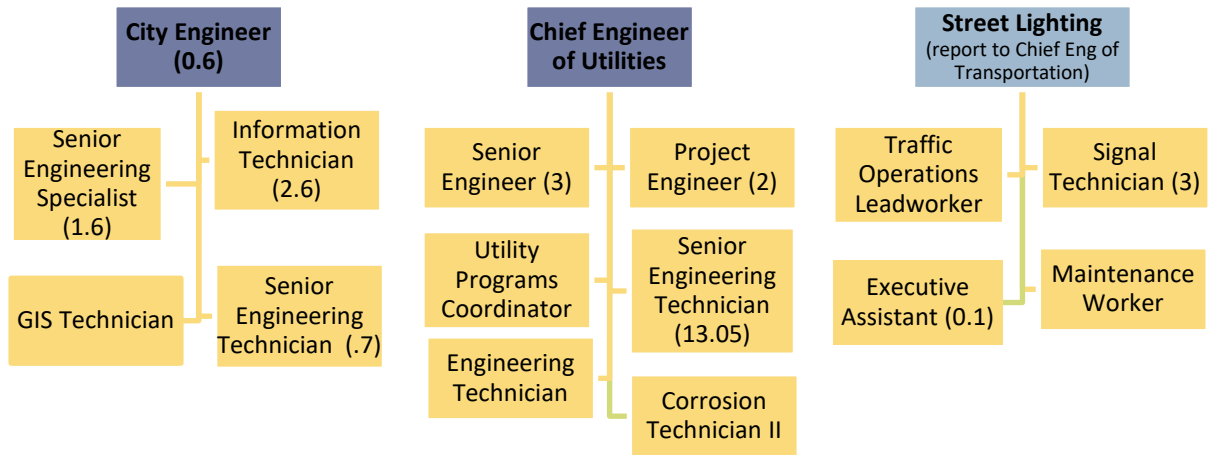 City Engineer
(0.6)
Senior
Engineering
Specialist
(1.6)
Information
Technician
(2.6)
GIS Technician
Senior
Engineering
Technician (.7)
Chief Engineer
of Utilities
Senior
Engineer (3)
Project
Engineer (2)
Utility
Programs
Coordinator
Senior
Engineering
Technician
(13.05)
Engineering
Technician
Corrosion
Technician II
Street Lighting
(report to Chief Eng of
Transportation)
Traffic
Operations
Leadworker
Signal
Technician (3)
Executive
Assistant (0.1)
Maintenance
Worker